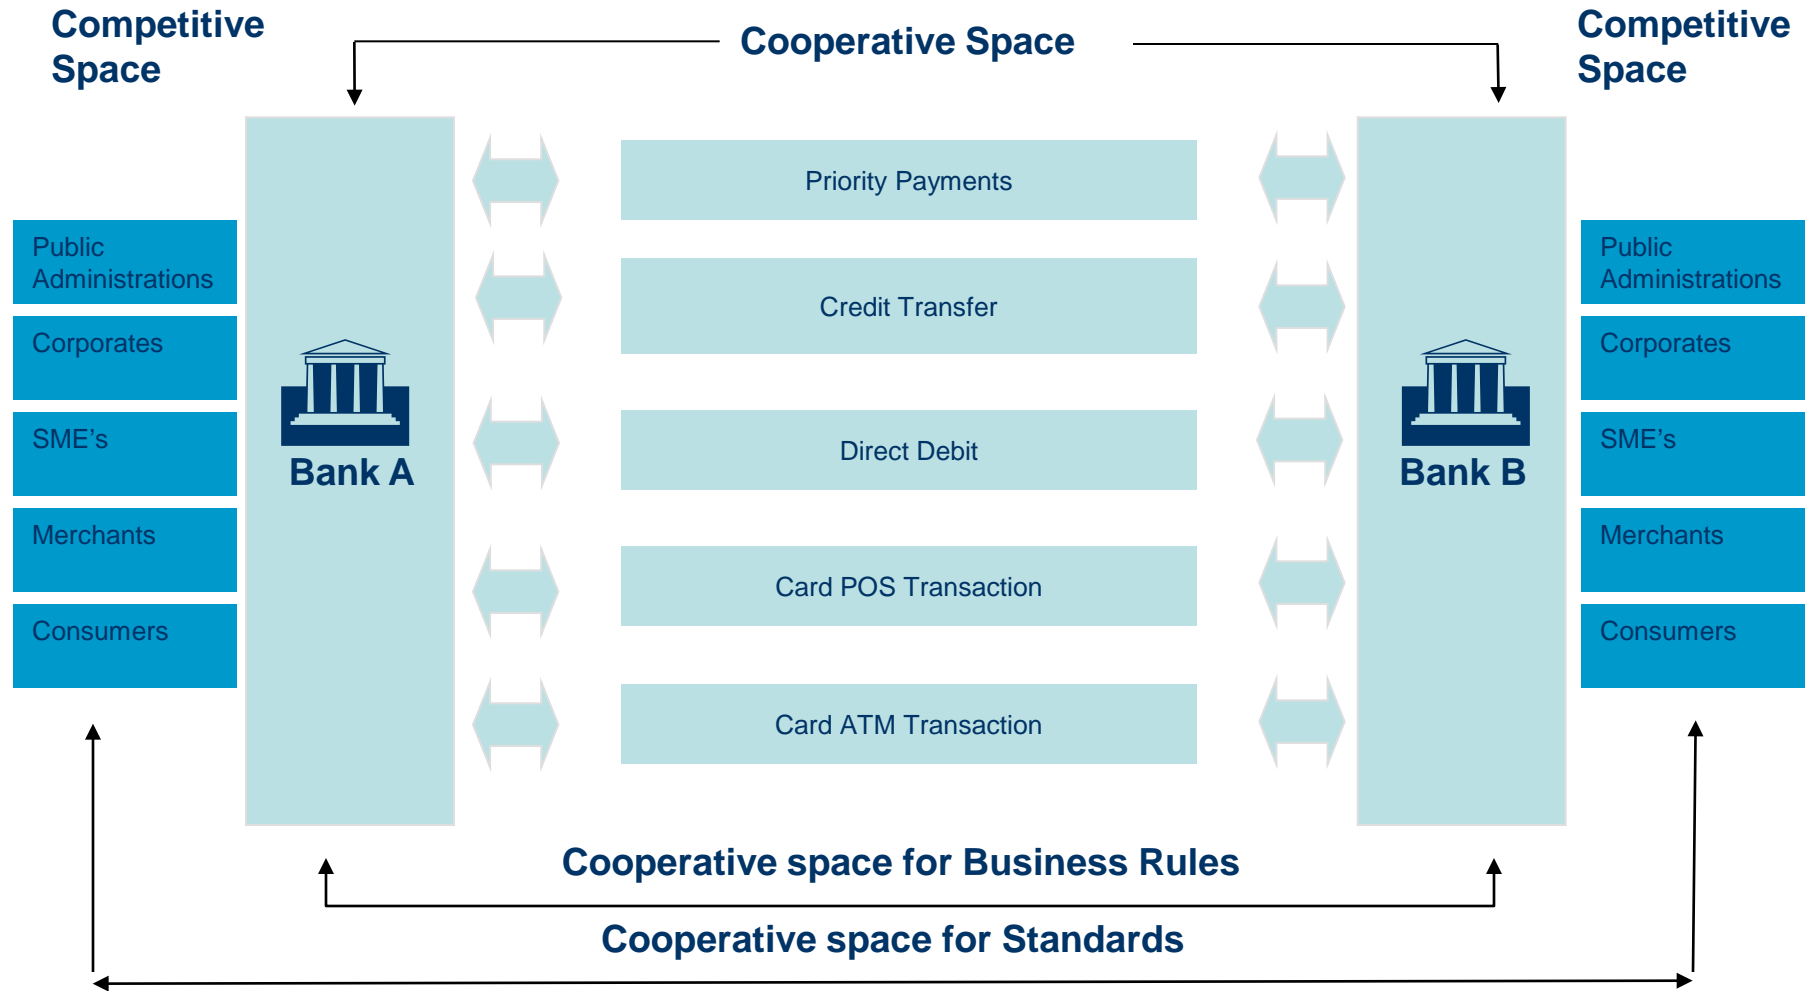 Competitive
Space
Cooperative Space
Competitive
Space
Public
Administrations
Corporates
SME's
Merchants
Consumers
Bank A
Priority Payments
Credit Transfer
Direct Debit
Card POS Transaction
Card ATM Transaction
Bank B
Public
Administrations
Corporates
SME's
Merchants
Consumers
Cooperative space for Business Rules
Cooperative space for Standards